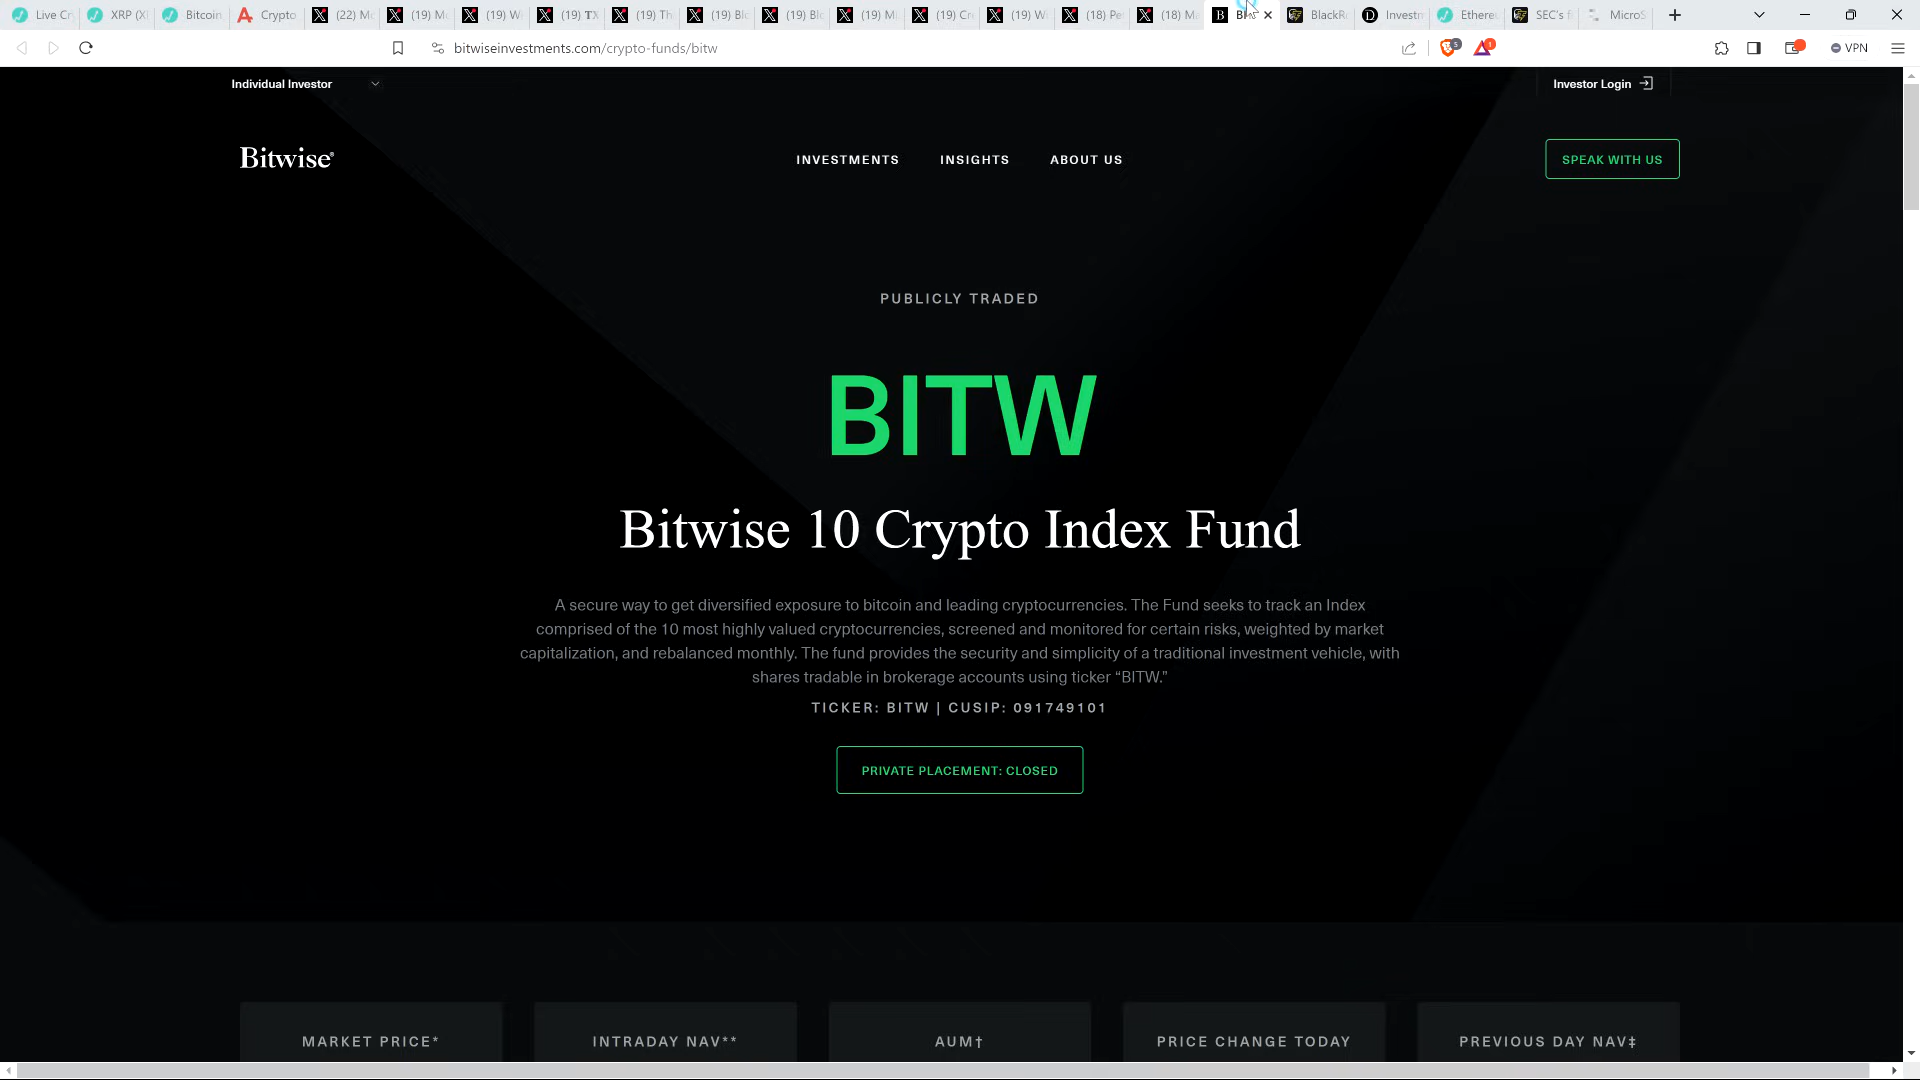 Live Cr
XRP (XI
Bitcoin
Crypto
(22) Mo
(19) Mo
(19) W
(19) TX
(19) Th
(19) Blo
(19) Blo
(19) Mi
(19) Cr
(19) W
(18) Pe
(18) Ma
BlackR
Investm
Ethere
SEC's f
MicroS
bitwiseinvestments.com/crypto-funds/bitw
VPN
Individual Investor
Investor Login
Bitwise®
INVESTMENTS
INSIGHTS
ABOUT US
SPEAK WITH US
PUBLICLY TRADED
BITW
Bitwise 10 Crypto Index Fund
A secure way to get diversified exposure to bitcoin and leading cryptocurrencies. The Fund seeks to track an Index
comprised of the 10 most highly valued cryptocurrencies, screened and monitored for certain risks, weighted by market
capitalization, and rebalanced monthly. The fund provides the security and simplicity of a traditional investment vehicle, with
shares tradable in brokerage accounts using ticker “BITW.”
TICKER: BITW | CUSIP: 091749101
PRIVATE PLACEMENT: CLOSED
MARKET PRICE*
INTRADAY NAV**
AUM†
PRICE CHANGE TODAY
PREVIOUS DAY NAV‡